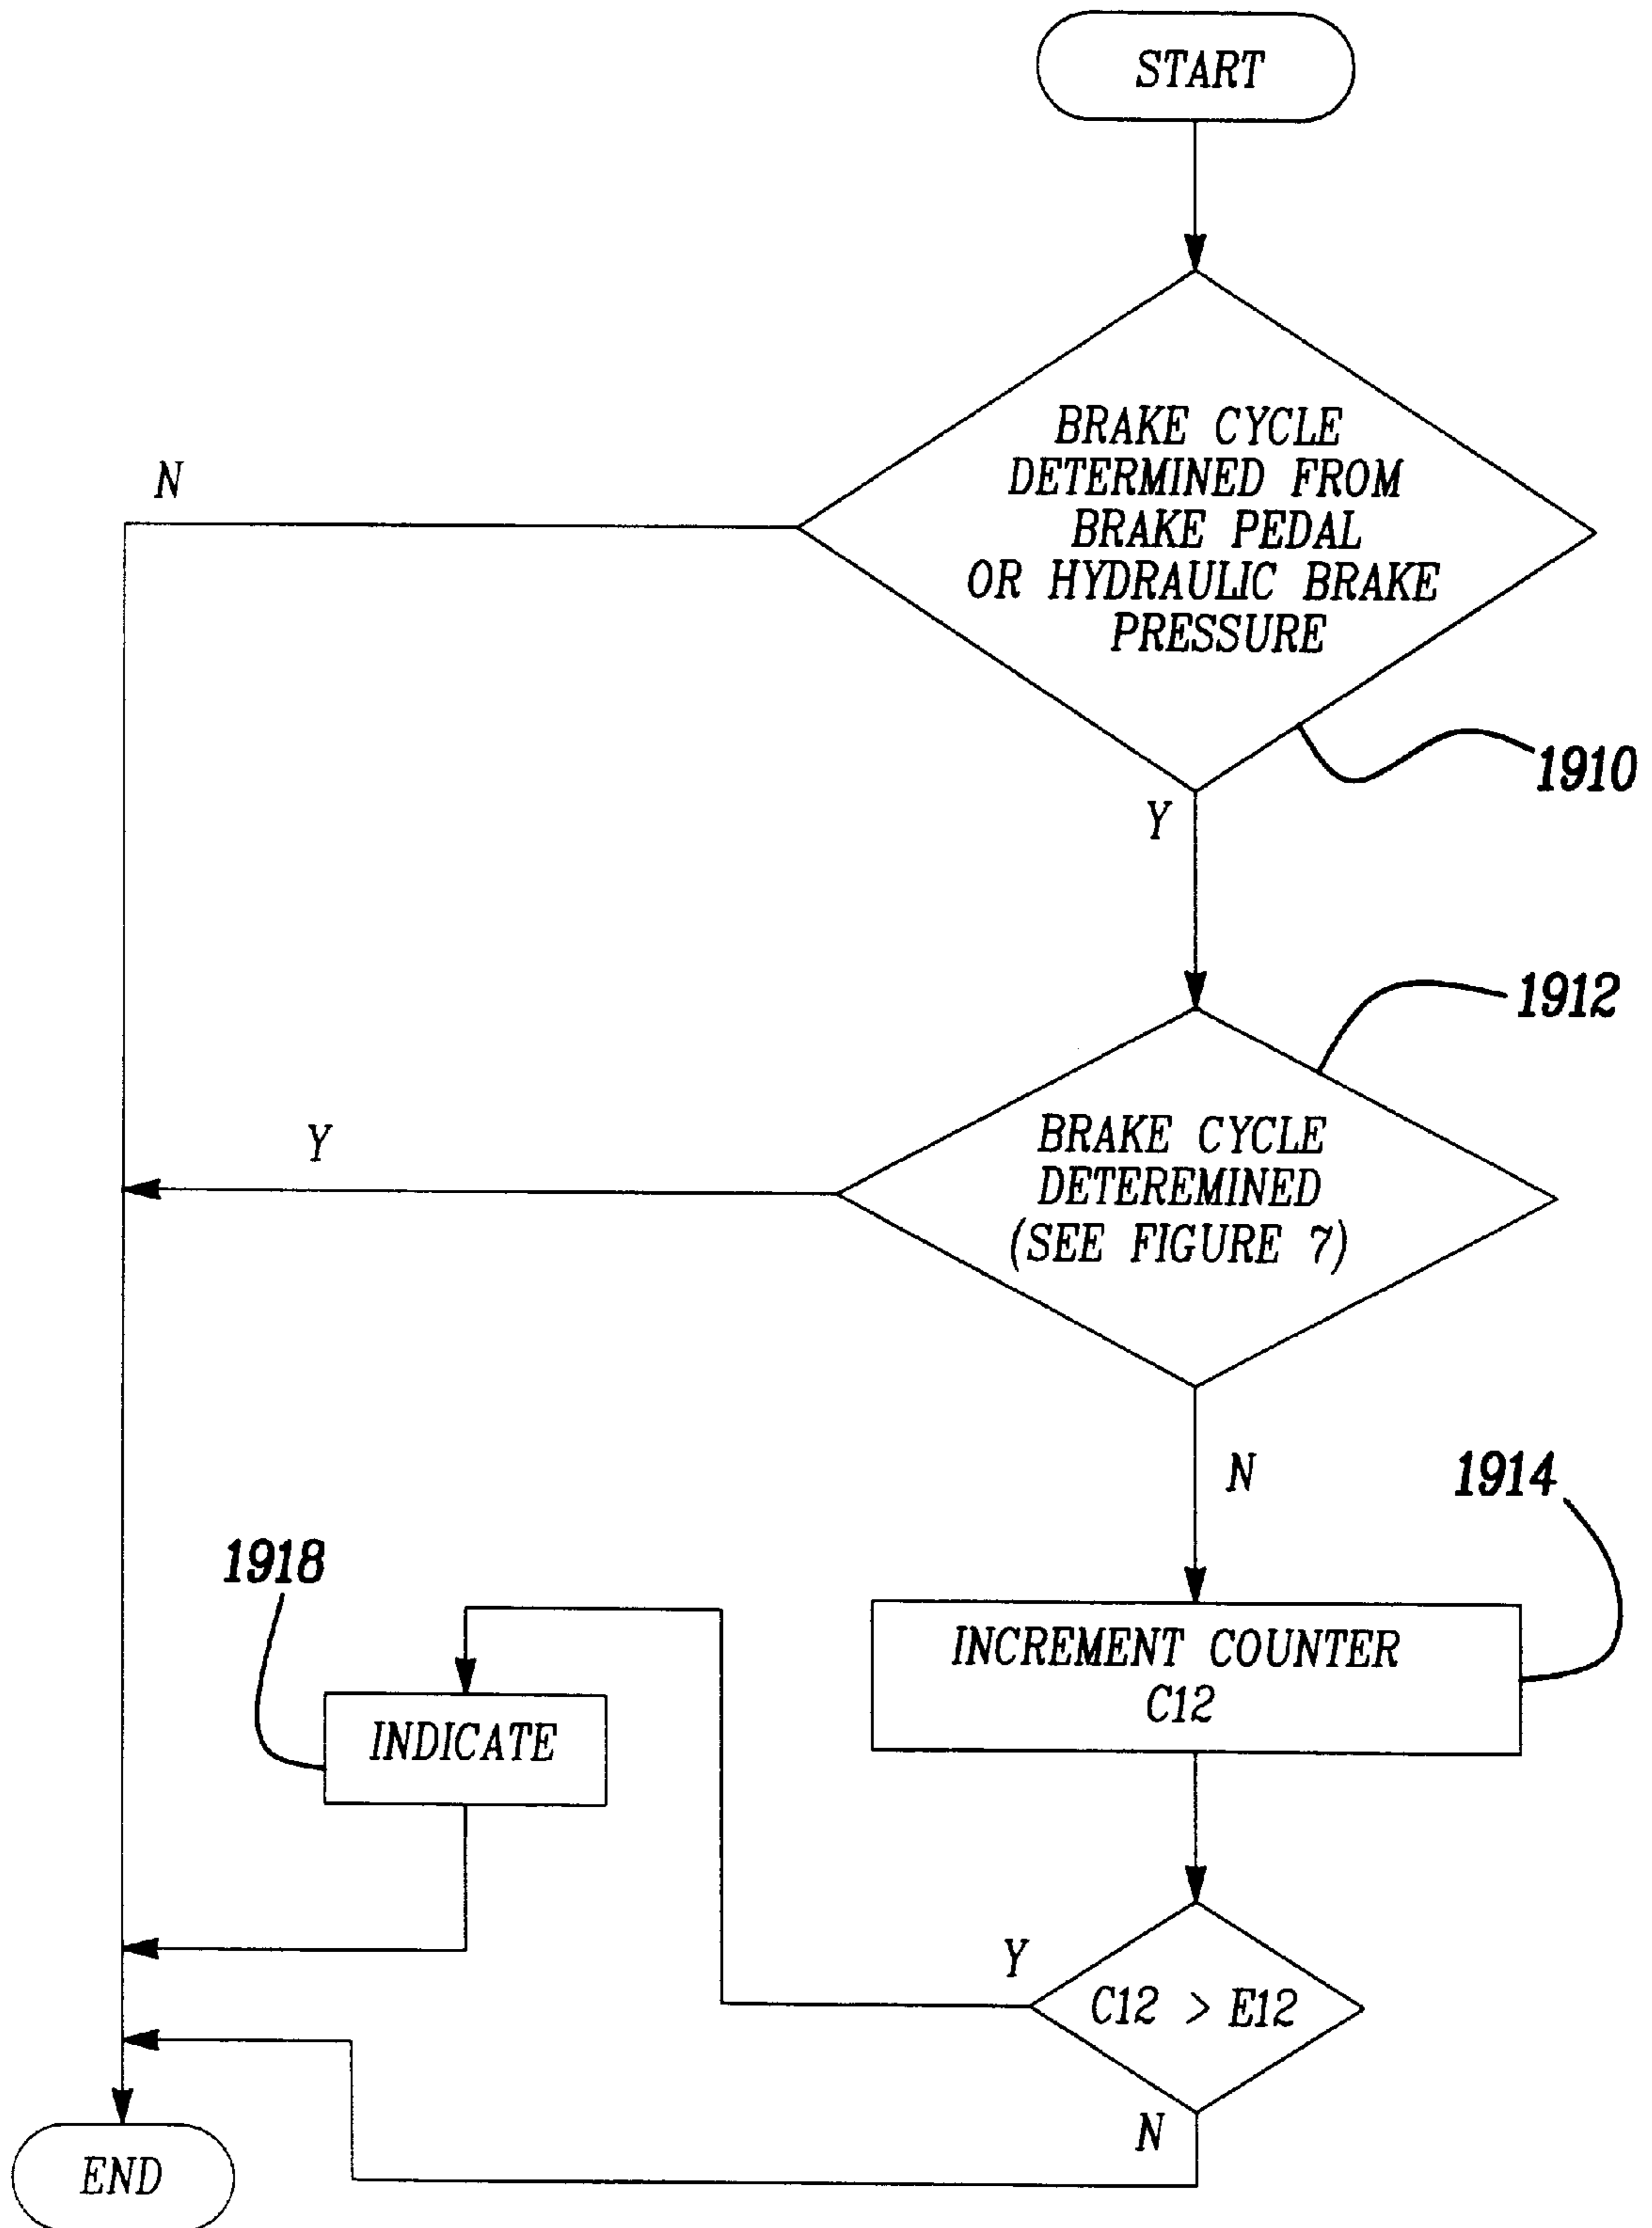 START
BRAKE CYCLE
DETERMINED FROM
BRAKE PEDAL
OR HYDRAULIC BRAKE
PRESSURE
N
1910
Y
1912
BRAKE CYCLE
DETEREMINED
(SEE FIGURE 7)
Y
N
1914
1918
INCREMENT COUNTER
C12
INDICATE
Y
C12 > E12
N
END